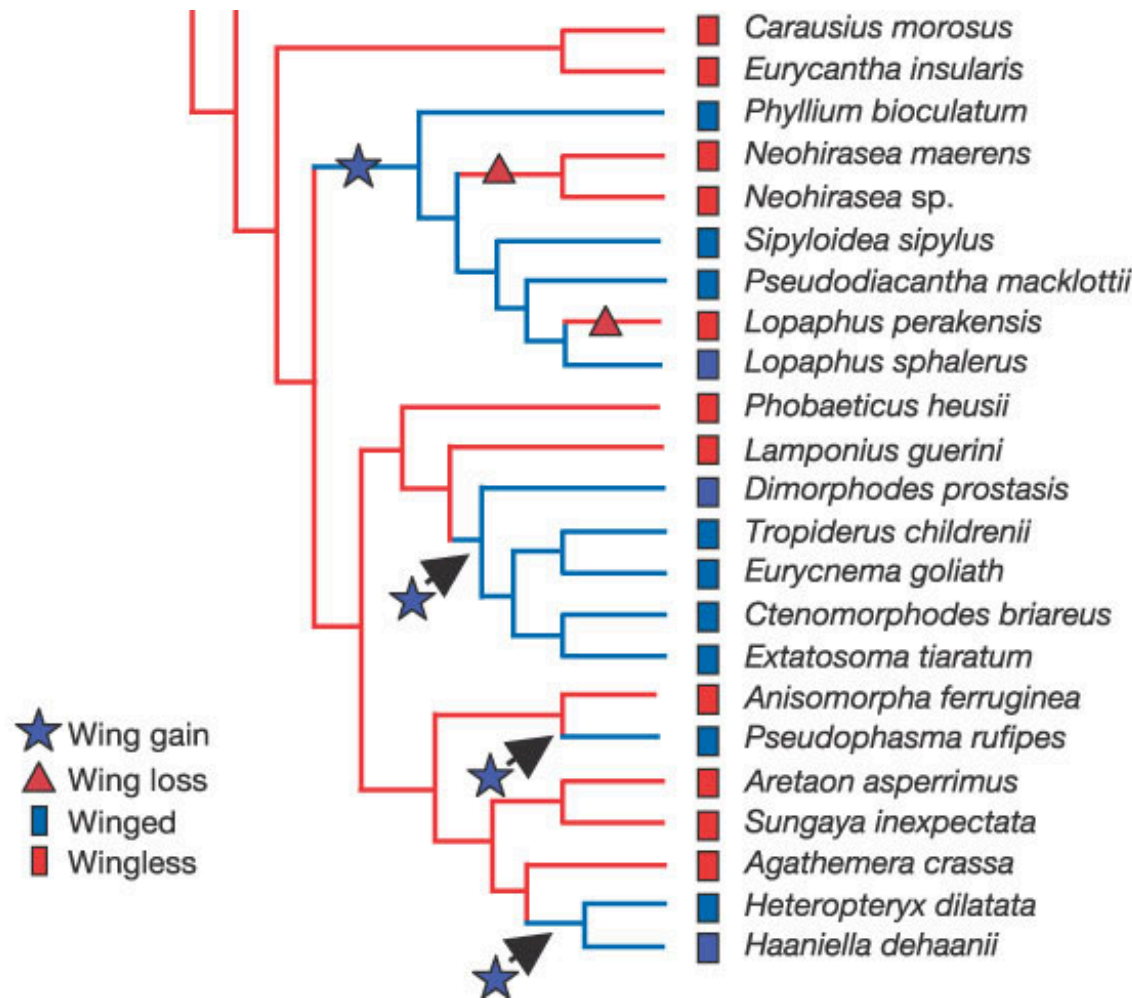 Carausius morosus
Eurycantha insularis
Phyllium bioculatum
Neohirasea maerens
Neohirasea sp.
Sipyloidea sipylus
Pseudodiacantha macklottii
Lopaphus perakensis
Lopaphus sphalerus
Phobaeticus heusii
Lamponius guerini
Dimorphodes prostasis
Tropiderus childrenii
Eurycnema goliath
Ctenomorphodes briareus
Extatosoma tiaratum
Anisomorpha ferruginea
Pseudophasma rufipes
Aretaon asperrimus
Sungaya inexpectata
Agathemera crassa
Heteropteryx dilatata
Haaniella dehaanii
Wing gain
Wing loss
Winged
Wingless